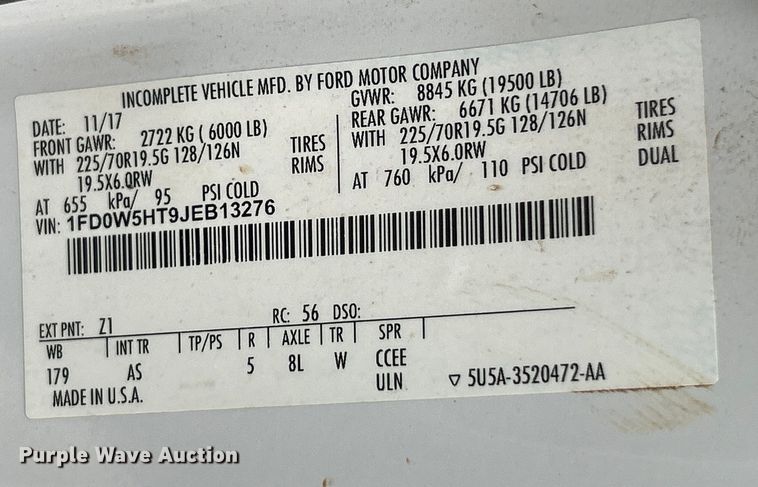 INCOMPLETE VEHICLE MFD. BY FORD MOTOR COMPANY
DATE: 11/17
FRONT GAWR: 2722 KG ( 6000 LB)
WITH 225/70R19.5G 128/126N TIRES
19.5X6.0RW RIMS
AT 655 kPa/ 95 PSI COLD
GVWR: 8845 KG (19500 LB)
REAR GAWR: 6671 KG (14706 LB)
WITH 225/70R19.5G 128/126N TIRES
19.5X6.0RW RIMS
AT 760 kPa/ 110 PSI COLD DUAL
VIN: 1FD0W5HT9JEB13276
EXT PNT: Z1 RC: 56 DSO:
WB INT TR TP/PS R AXLE TR SPR
179 AS 5 8L W CCEE
MADE IN U.S.A. ULN ▽ 5U5A-3520472-AA
Purple Wave Auction